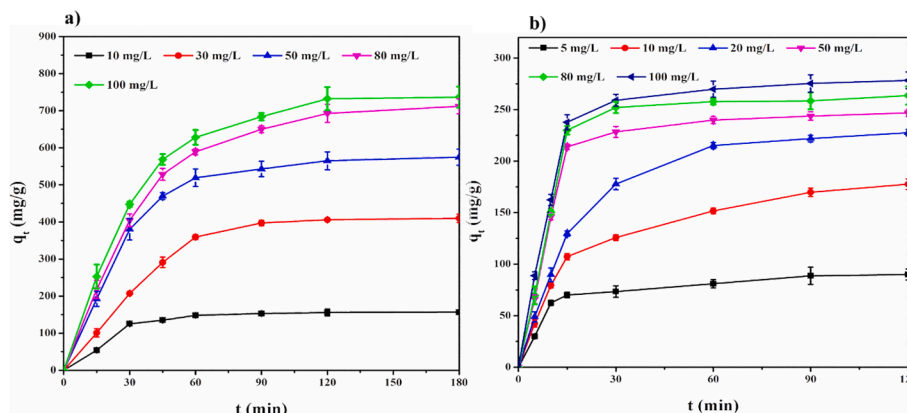 a)
10 mg/L 30 mg/L 50 mg/L 80 mg/L
100 mg/L
900
800
700
600
500
400
300
200
100
0
qt (mg/g)
0 30 60 90 120 150 180
t (min)
b)
5 mg/L 10 mg/L 20 mg/L 50 mg/L
80 mg/L 100 mg/L
300
250
200
150
100
50
0
qt (mg/g)
0 30 60 90
t (min)